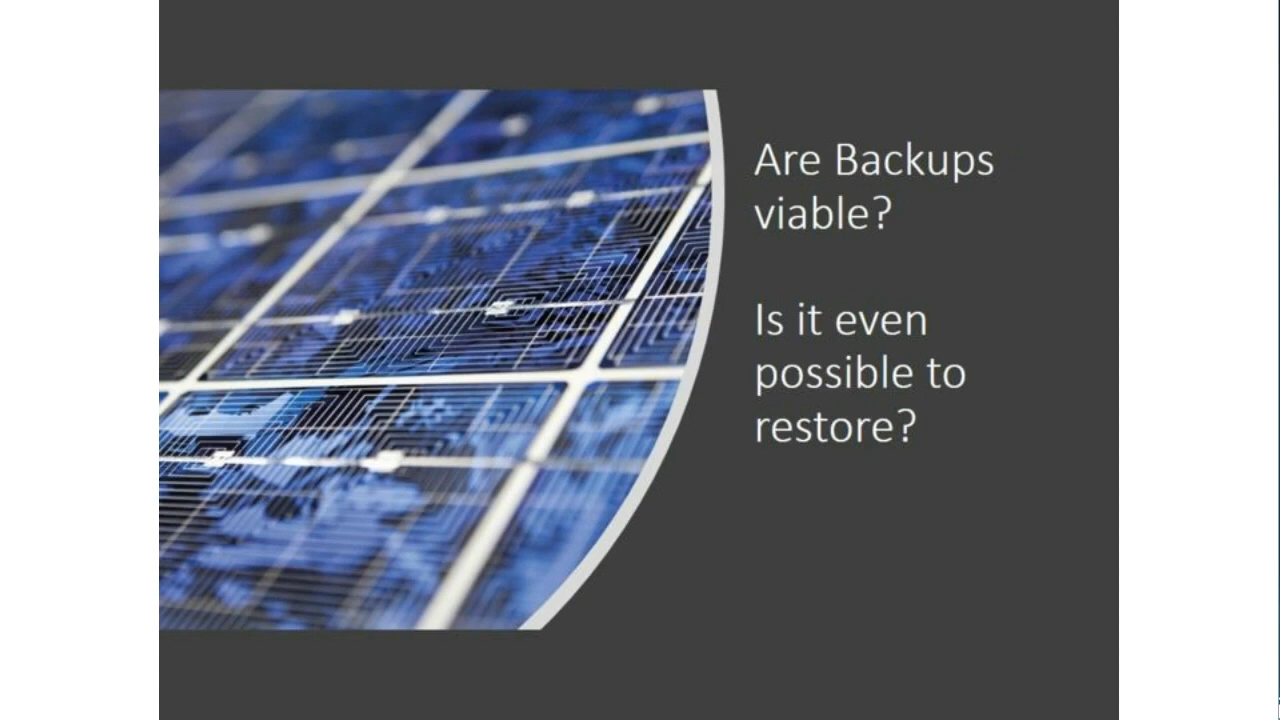 Are Backups
viable?
Is it even
possible to
restore?